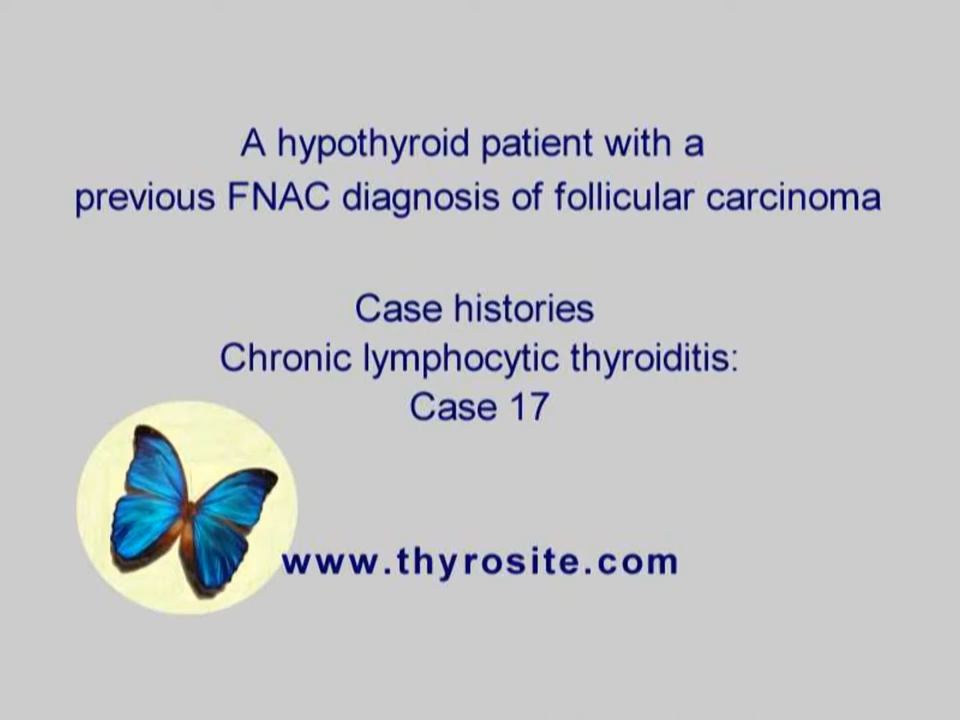 A hypothyroid patient with a
previous FNAC diagnosis of follicular carcinoma
Case histories
Chronic lymphocytic thyroiditis:
Case 17
www.thyrosite.com